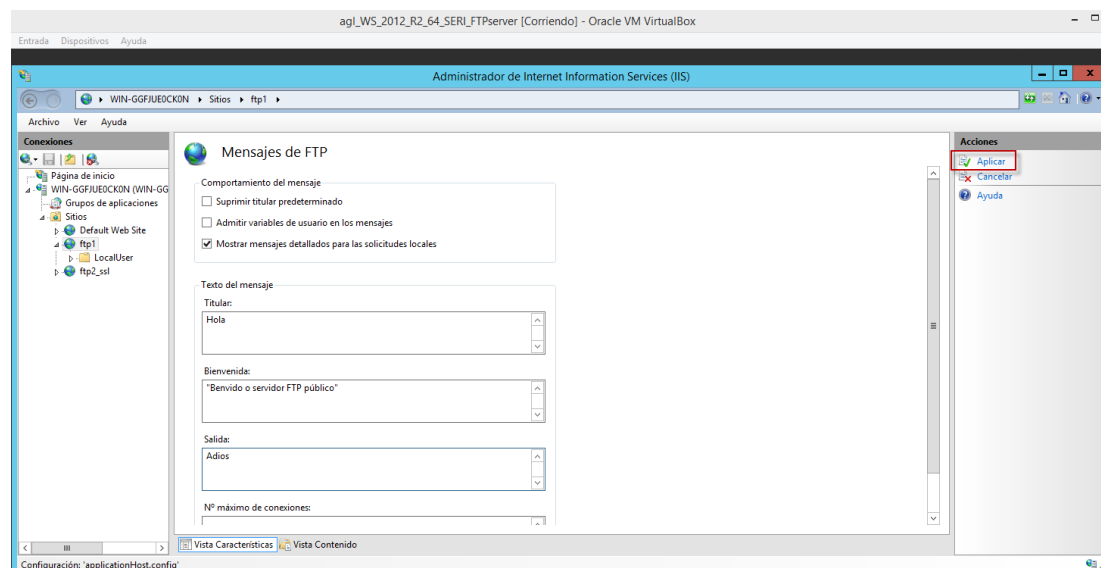 agl_WS_2012_R2_64_SERI_FTPserver [Corriendo] - Oracle VM VirtualBox
Entrada Dispositivos Ayuda
Administrador de Internet Information Services (IIS)
WIN-GGFJUE0CK0N Sitios ftp1
Archivo Ver Ayuda
Conexiones
Página de inicio
WIN-GGFJUE0CK0N (WIN-GG
Grupos de aplicaciones
Sitios
Default Web Site
ftp1
LocalUser
ftp2_ssl
Mensajes de FTP
Comportamiento del mensaje
Suprimir titular predeterminado
Admitir variables de usuario en los mensajes
Mostrar mensajes detallados para las solicitudes locales
Texto del mensaje
Titular:
Hola
Bienvenida:
"Benvido o servidor FTP público"
Salida:
Adios
Nº máximo de conexiones:
Vista Características Vista Contenido
Acciones
Aplicar
Cancelar
Ayuda
Configuración: 'applicationHost.config'